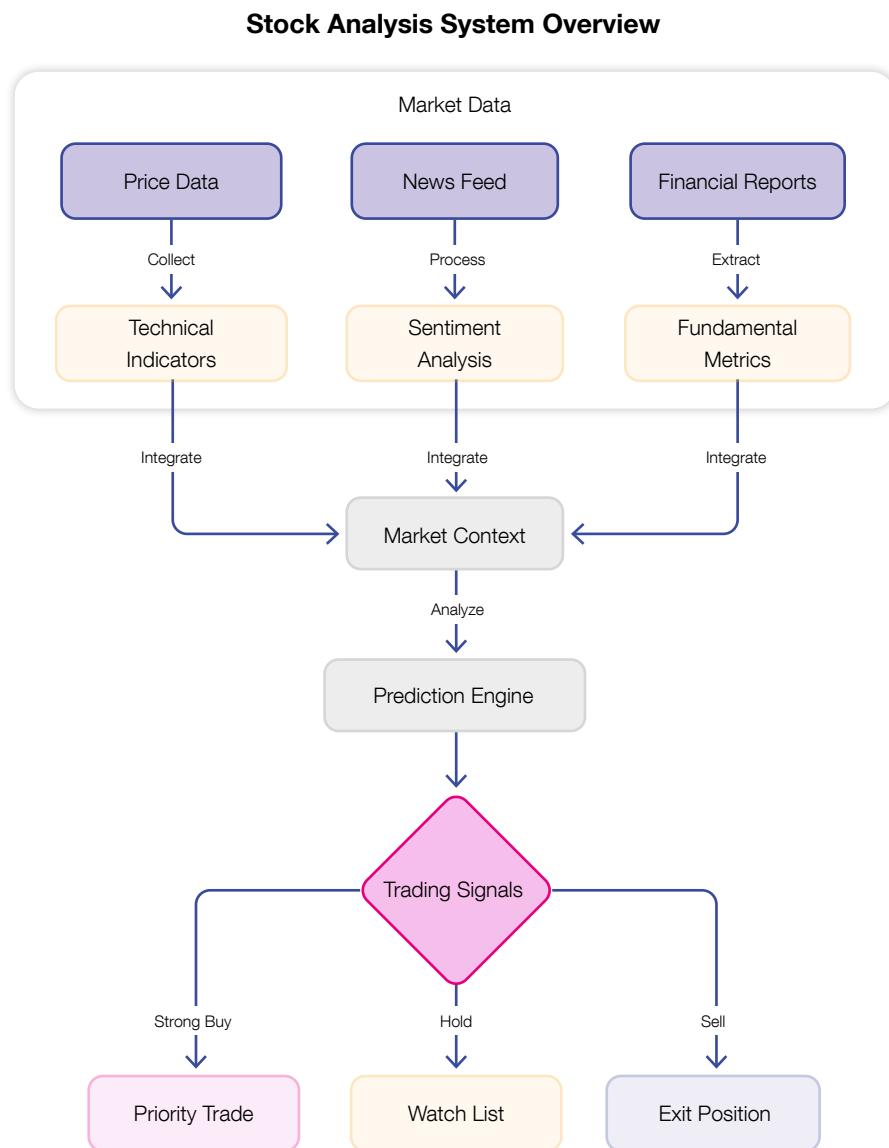 Stock Analysis System Overview
Market Data
Price Data
News Feed
Financial Reports
Collect
Process
Extract
Technical
Indicators
Sentiment
Analysis
Fundamental
Metrics
Integrate
Integrate
Integrate
Market Context
Analyze
Prediction Engine
Trading Signals
Strong Buy
Hold
Sell
Priority Trade
Watch List
Exit Position